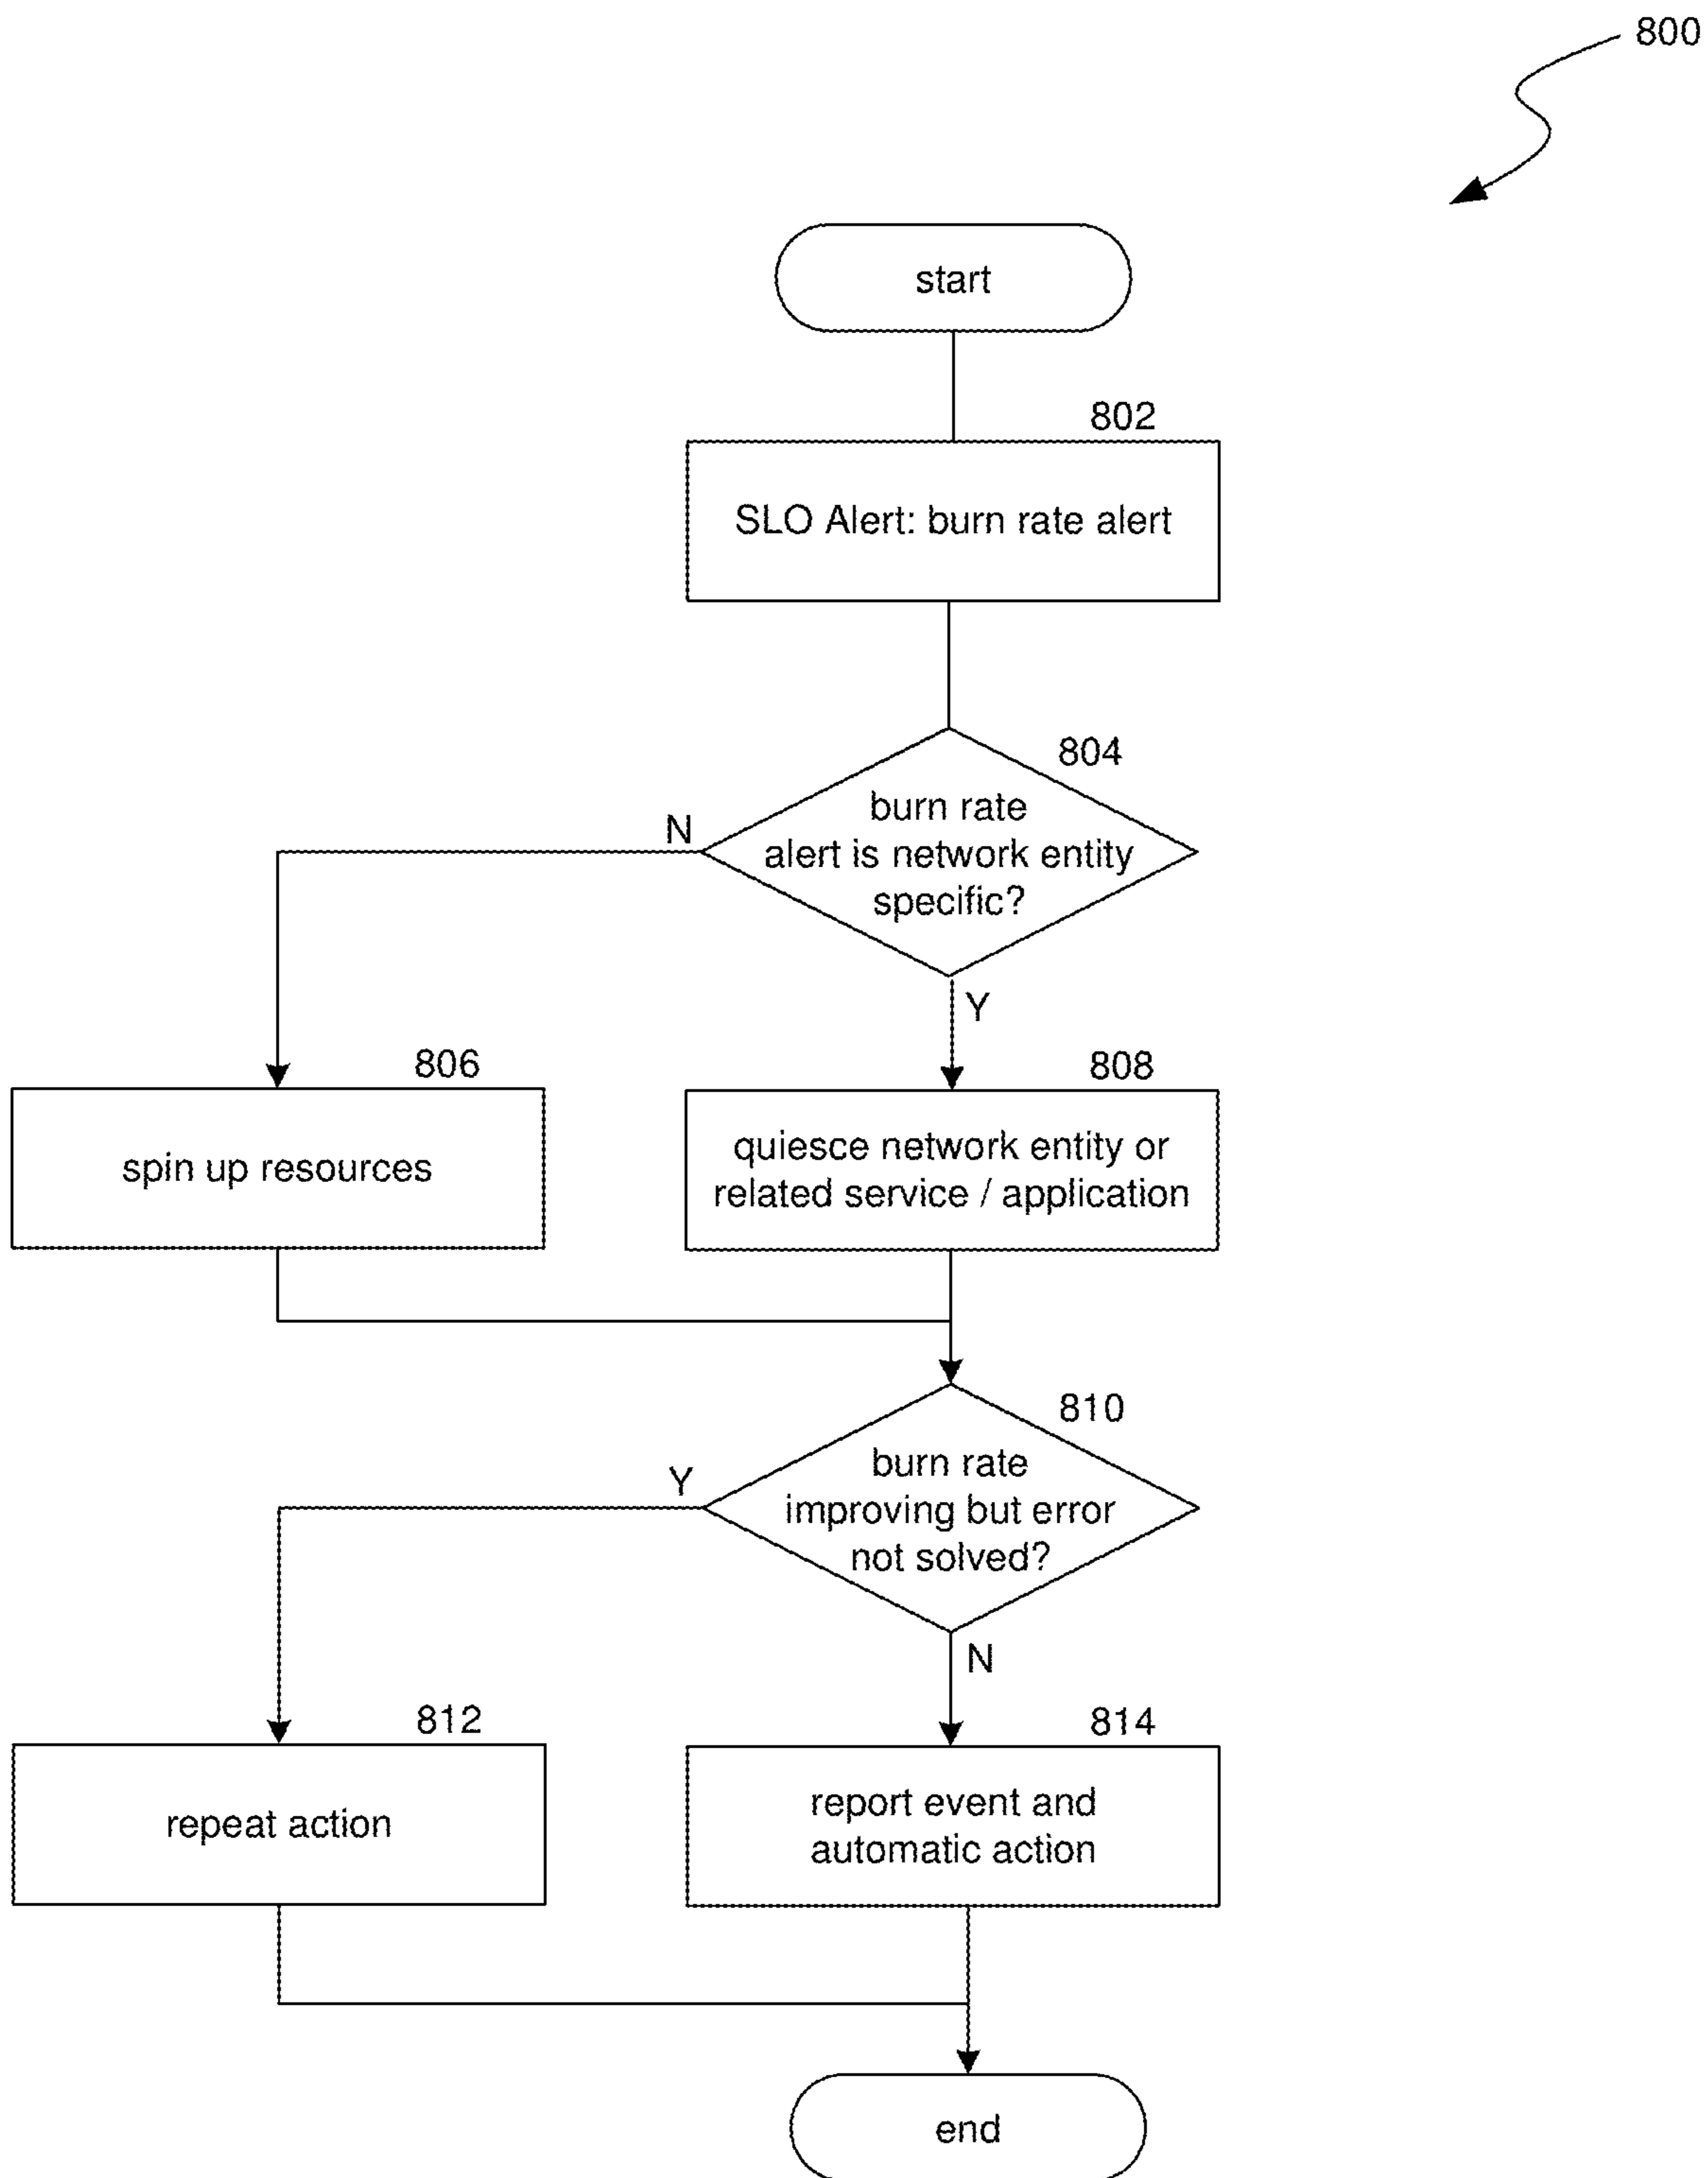 800
start
802
SLO Alert: burn rate alert
804
burn rate
alert is network entity
specific?
N
Y
806
spin up resources
808
quiesce network entity or
related service / application
810
burn rate
improving but error
not solved?
Y
N
812
repeat action
814
report event and
automatic action
end